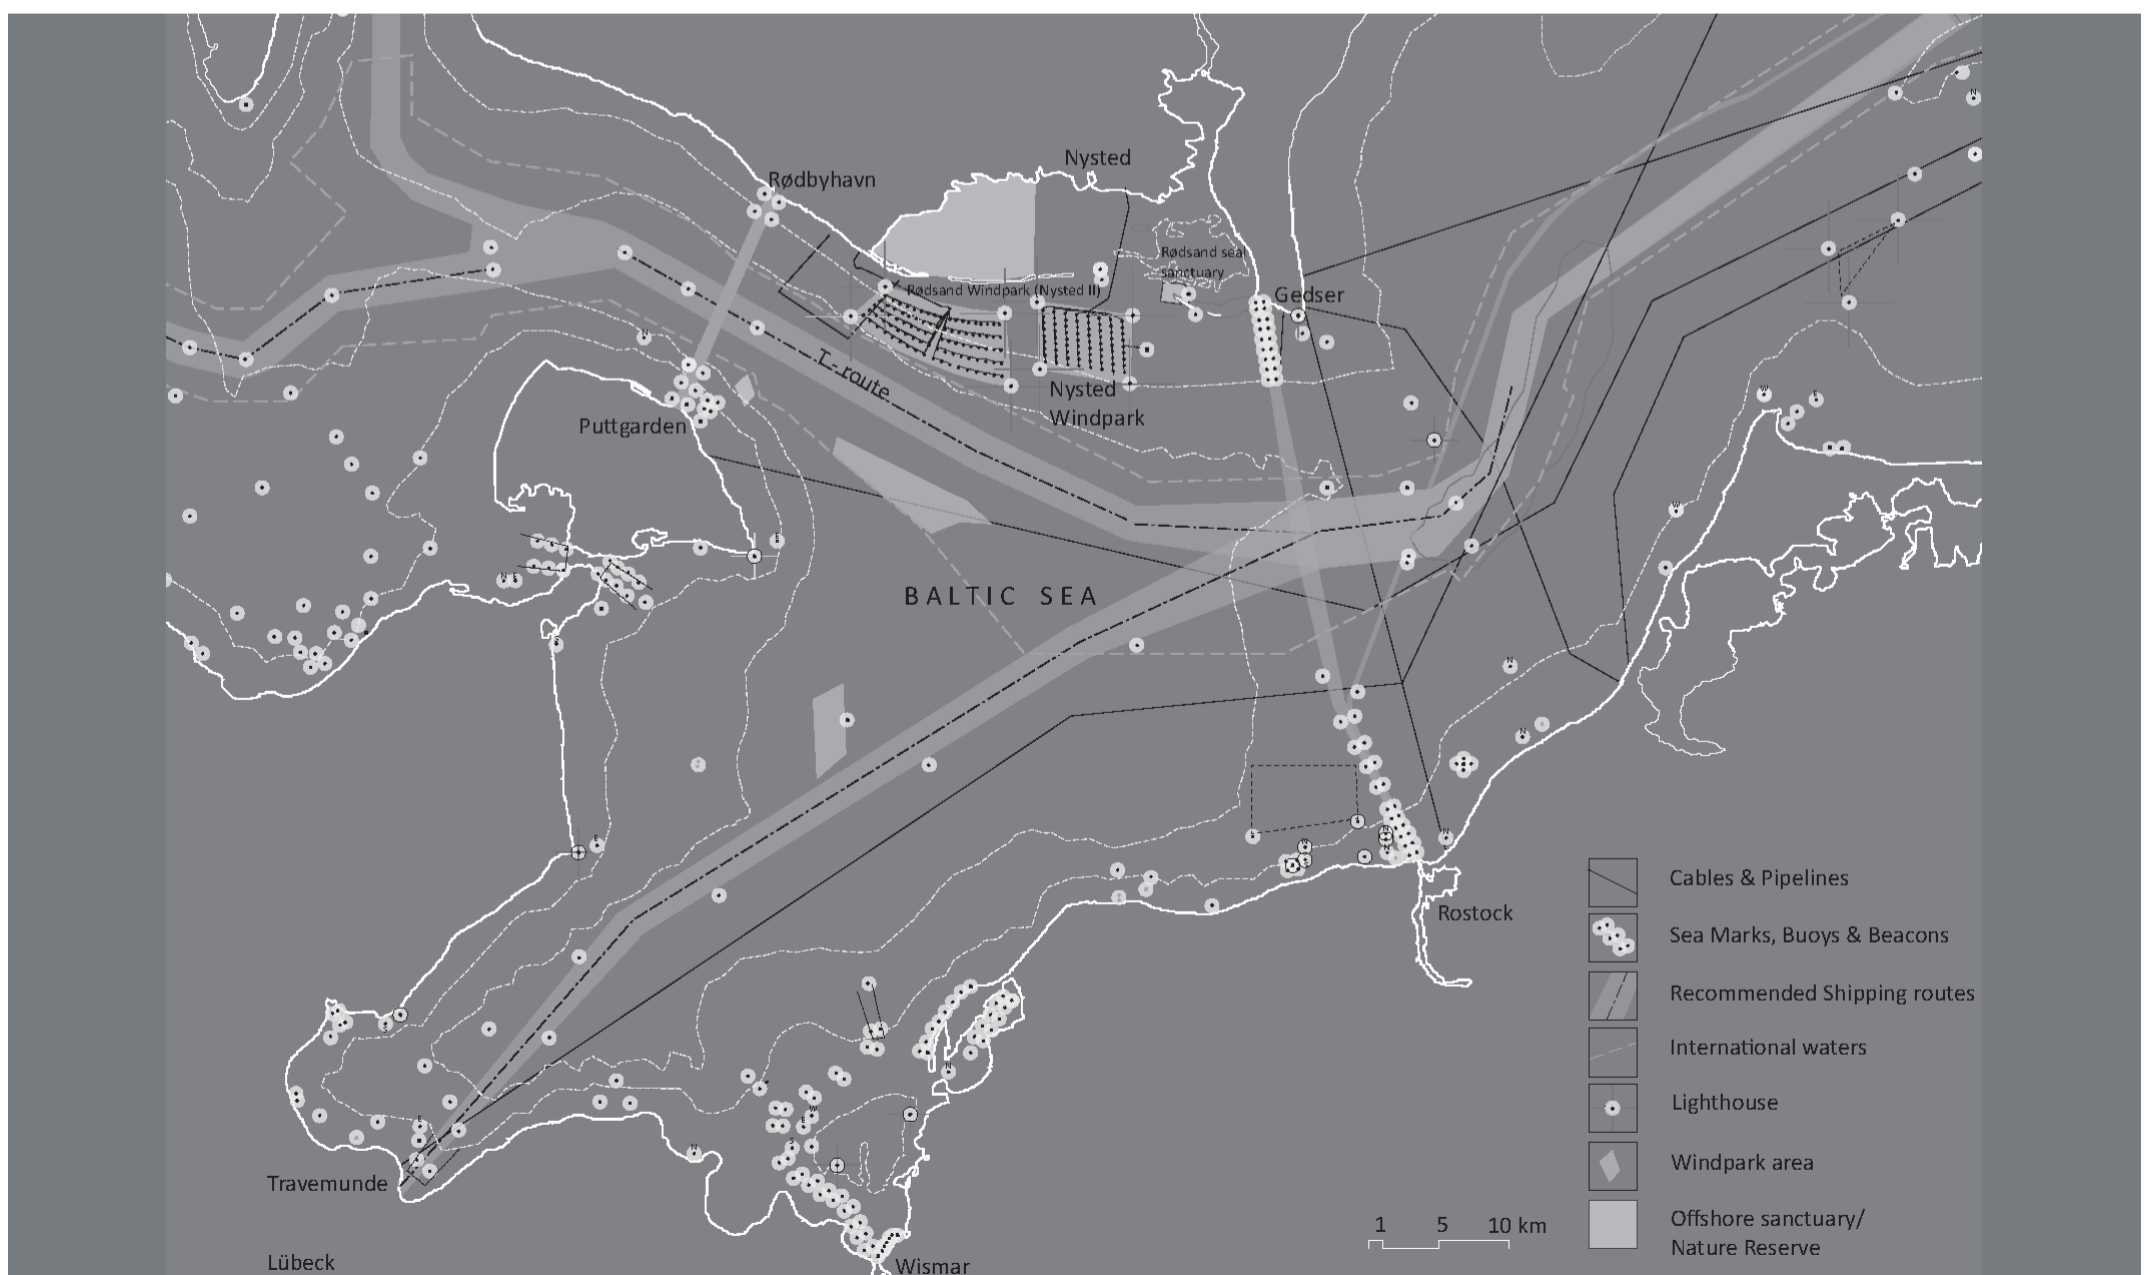 Nysted
Rødbyhavn
Rødsand seal
sanctuary
Rødsand Windpark (Nysted II)
Gedser
T - route
Nysted
Windpark
Puttgarden
BALTIC SEA
Cables & Pipelines
Rostock
Sea Marks, Buoys & Beacons
Recommended Shipping routes
International waters
Lighthouse
Windpark area
Travemunde
Offshore sanctuary/
Nature Reserve
1 5 10 km
Lübeck
Wismar